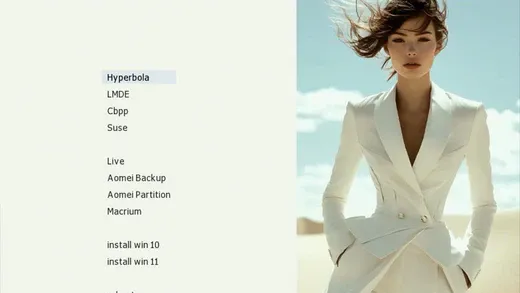 Hyperbola
LMDE
Cbpp
Suse
Live
Aomei Backup
Aomei Partition
Macrium
install win 10
install win 11